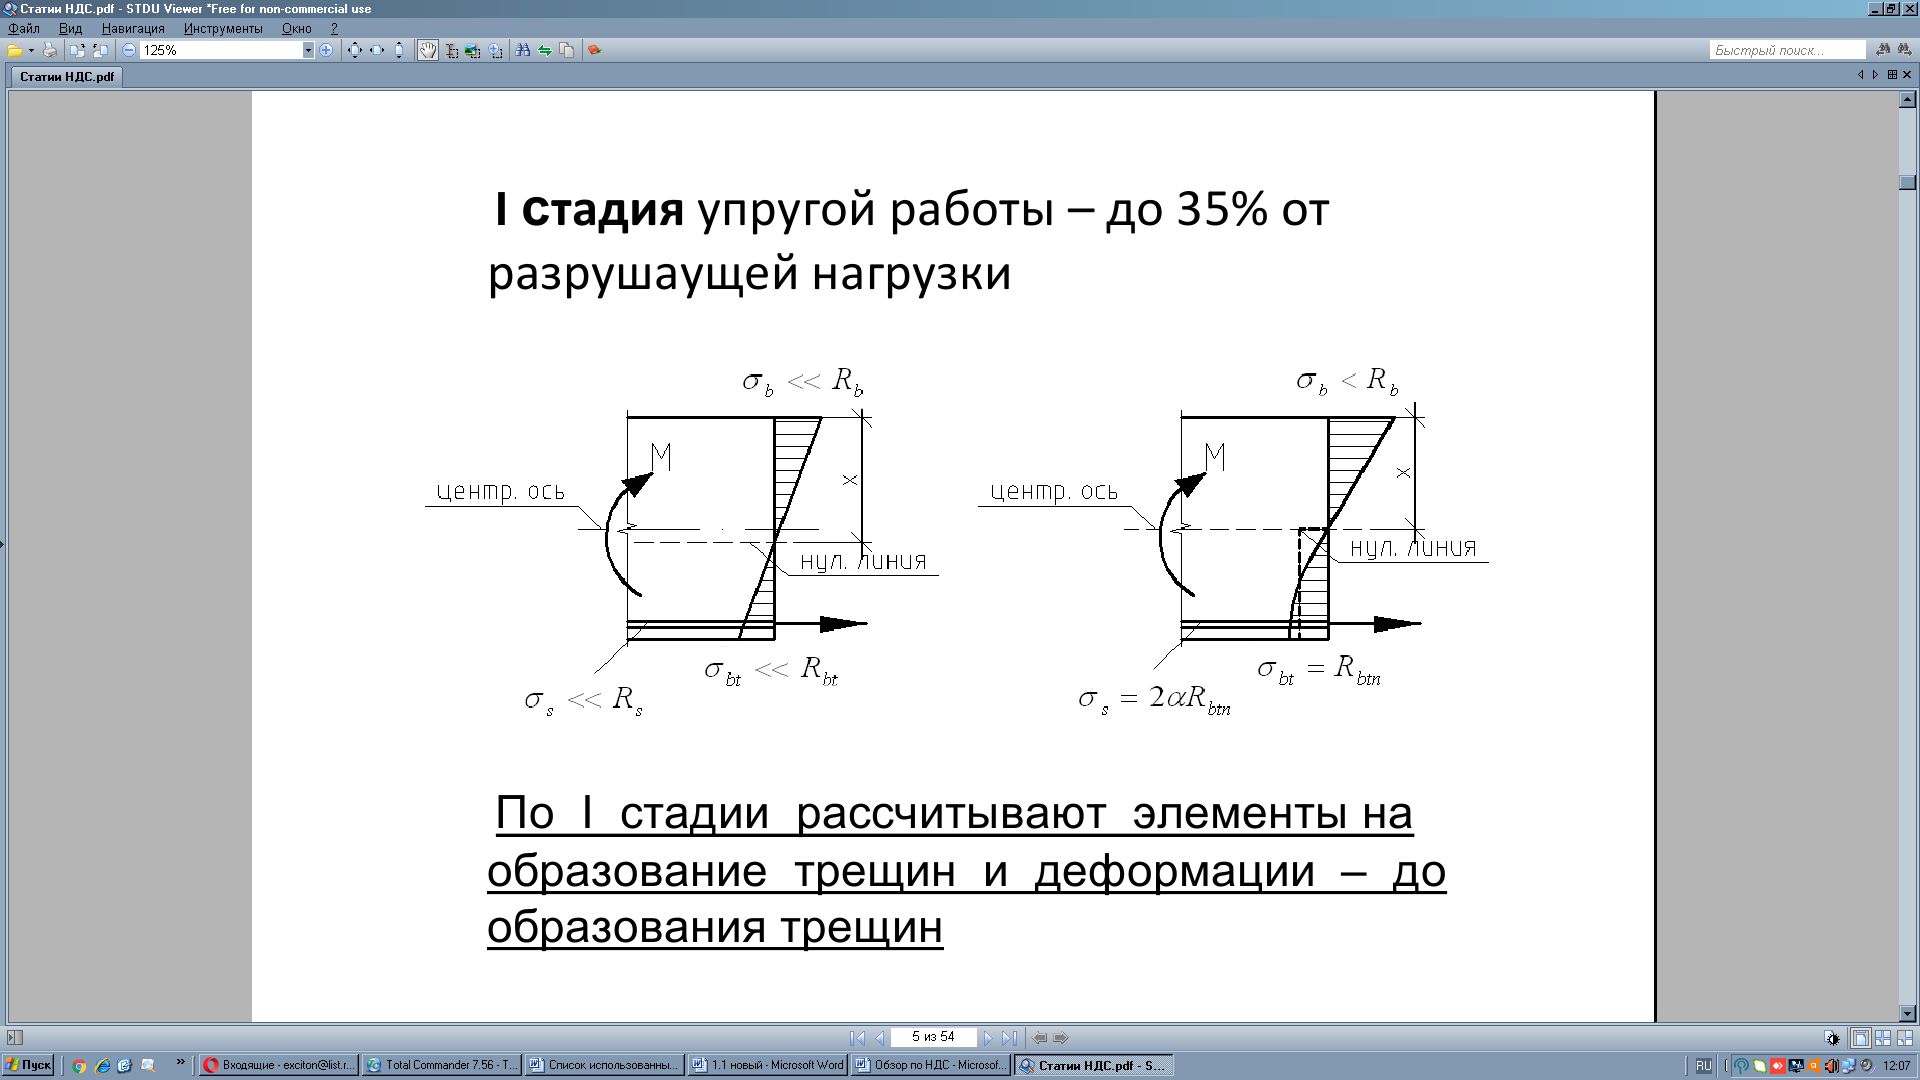 Статии НДС.pdf - STDU Viewer *Free for non-commercial use
Файл Вид Навигация Инструменты Окно ?
125%
Быстрый поиск...
Статии НДС.pdf
I стадия упругой работы – до 35% от
разрушаущей нагрузки
σb << Rb
σb < Rb
М
М
центр. ось
центр. ось
x
x
нул. линия
нул. линия
σbt << Rbt
σbt = Rbtn
σs << Rs
σs = 2αRbtn
По I стадии рассчитывают элементы на
образование трещин и деформации – до
образования трещин
5 из 54
Пуск
»
Входящие - exciton@list.r...
Total Commander 7.56 - T...
Список использованны...
1.1 новый - Microsoft Word
Обзор по НДС - Microsof...
Статии НДС.pdf - S...
RU
12:07